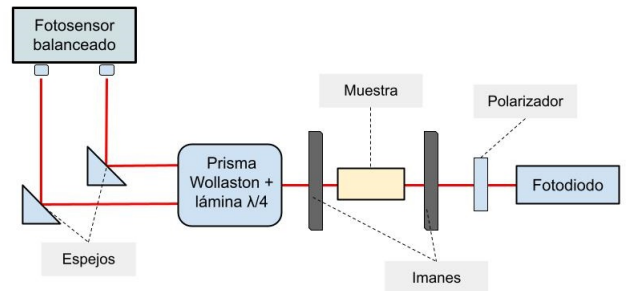 Fotosensor
balanceado
Muestra
Polarizador
Prisma
Wollaston +
lámina λ/4
Fotodiodo
Espejos
Imanes